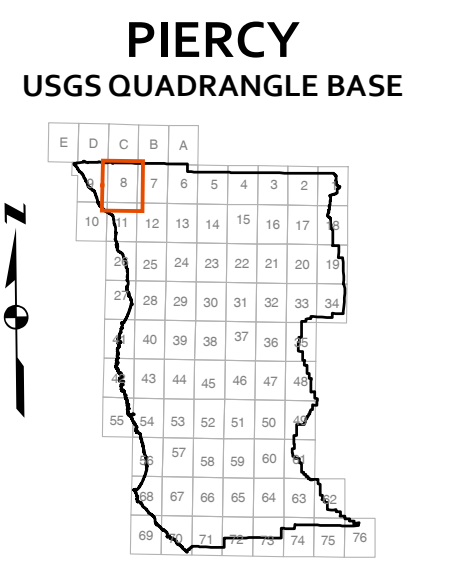 PIERCY
USGS QUADRANGLE BASE
E D C B A
9 8 7 6 5 4 3 2 1
10 11 12 13 14 15 16 17 18
N
26 25 24 23 22 21 20 19
27 28 29 30 31 32 33 34
41 40 39 38 37 36 35
42 43 44 45 46 47 48
55 54 53 52 51 50 49
56 57 58 59 60 61
68 67 66 65 64 63 62
69 70 71 72 73 74 75 76